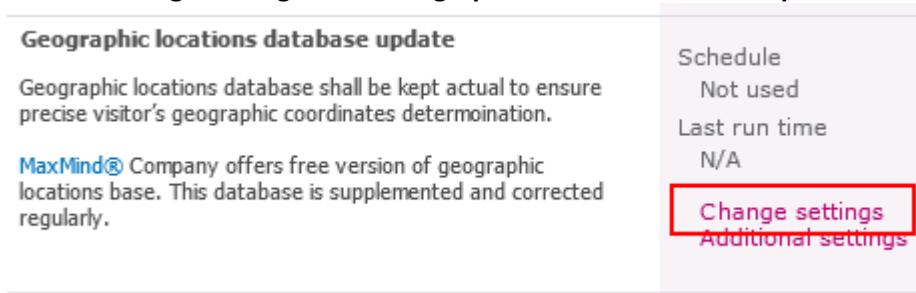 Geographic locations database update
Geographic locations database shall be kept actual to ensure
precise visitor's geographic coordinates determoination.
MaxMind® Company offers free version of geographic
locations base. This database is supplemented and corrected
regularly.
Schedule
Not used
Last run time
N/A
Change settings
Additional settings